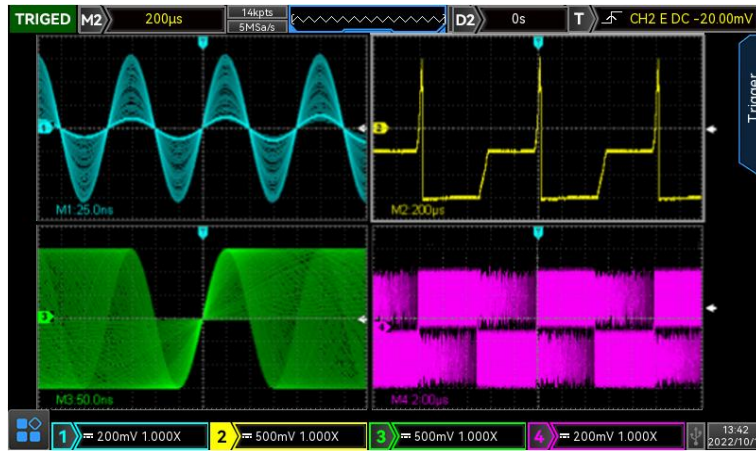 TRIGED M2 200μs 14kpts D2 0s T CH2 E DC -20.00mV
5MSa/s
Trigger
M1:25.0ns
M2:200μs
M3:50.0ns
M4:2.00μs
1 200mV 1.000X 2 500mV 1.000X 3 500mV 1.000X 4 200mV 1.000X 13:42